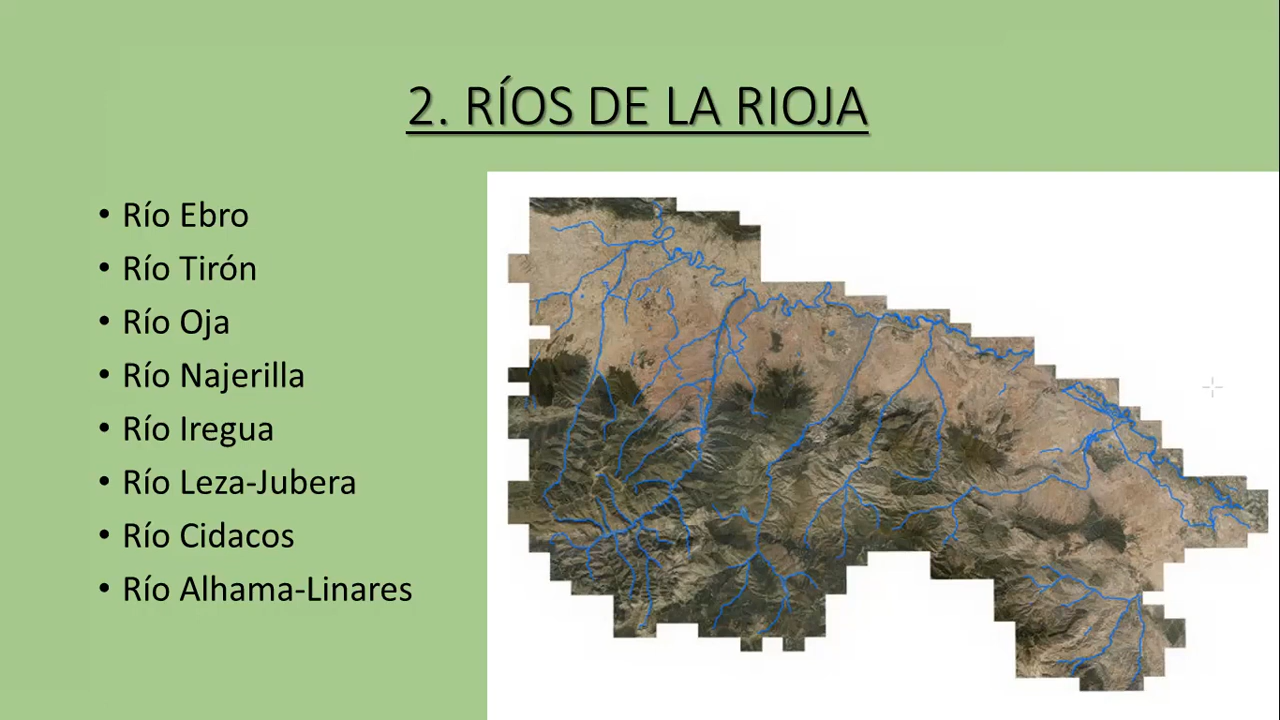 2. RÍOS DE LA RIOJA
• Río Ebro
• Río Tirón
• Río Oja
• Río Najerilla
• Río Iregua
• Río Leza-Jubera
• Río Cidacos
• Río Alhama-Linares